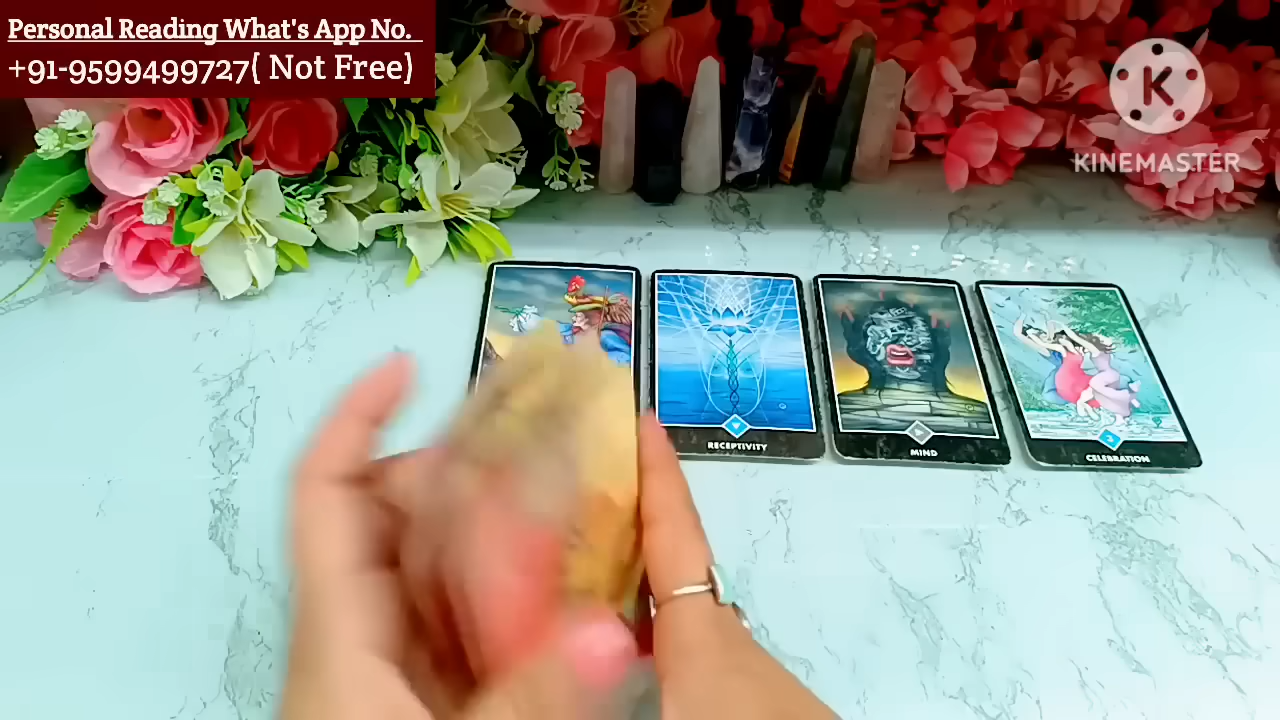 Personal Reading What's App No.
+91-9599499727( Not Free)
K
KINEMASTER
RECEPTIVITY
MIND
CELEBRATION